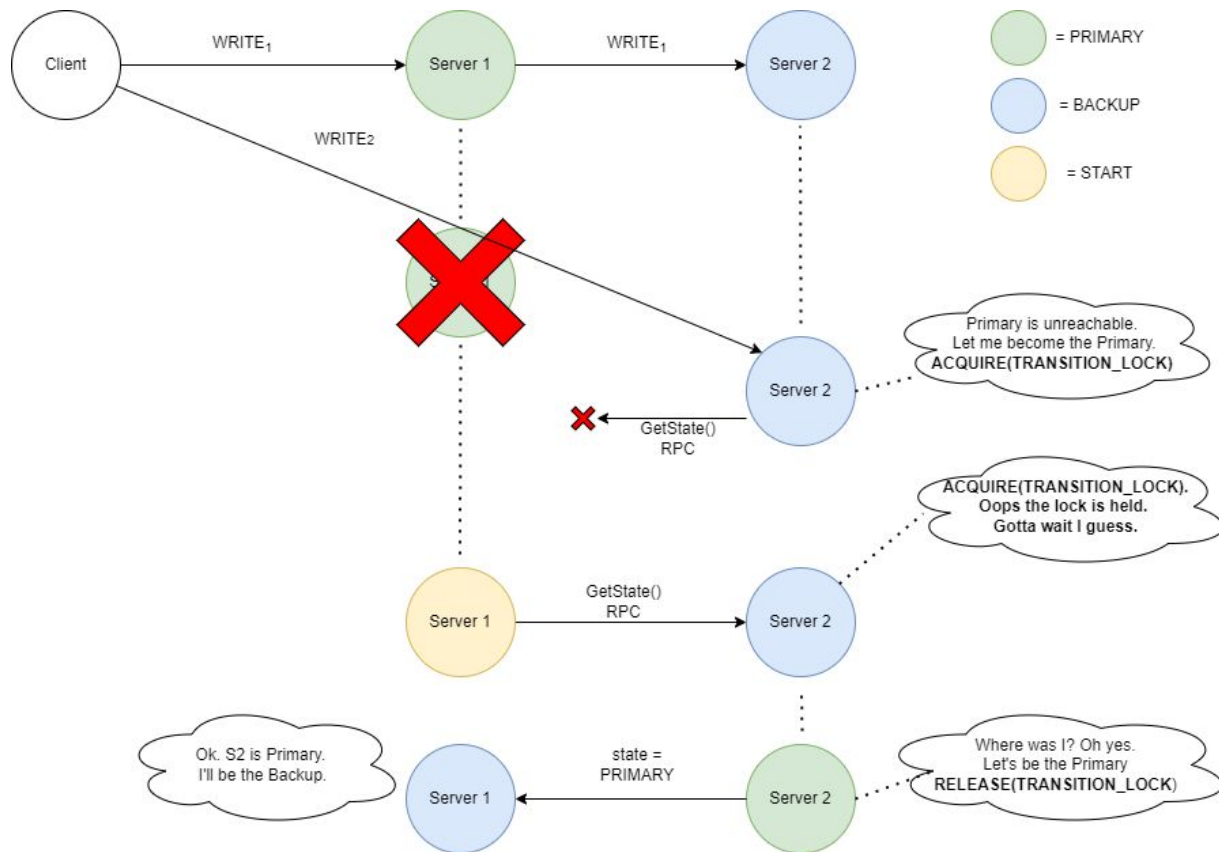 Client
WRITE1
Server 1
WRITE1
Server 2
= PRIMARY
= BACKUP
= START
WRITE2
Primary is unreachable.
Let me become the Primary.
ACQUIRE(TRANSITION_LOCK)
Server 2
GetState()
RPC
ACQUIRE(TRANSITION_LOCK).
Oops the lock is held.
Gotta wait I guess.
Server 1
GetState()
RPC
Server 2
Ok. S2 is Primary.
I'll be the Backup.
Server 1
state =
PRIMARY
Server 2
Where was I? Oh yes.
Let's be the Primary
RELEASE(TRANSITION_LOCK)